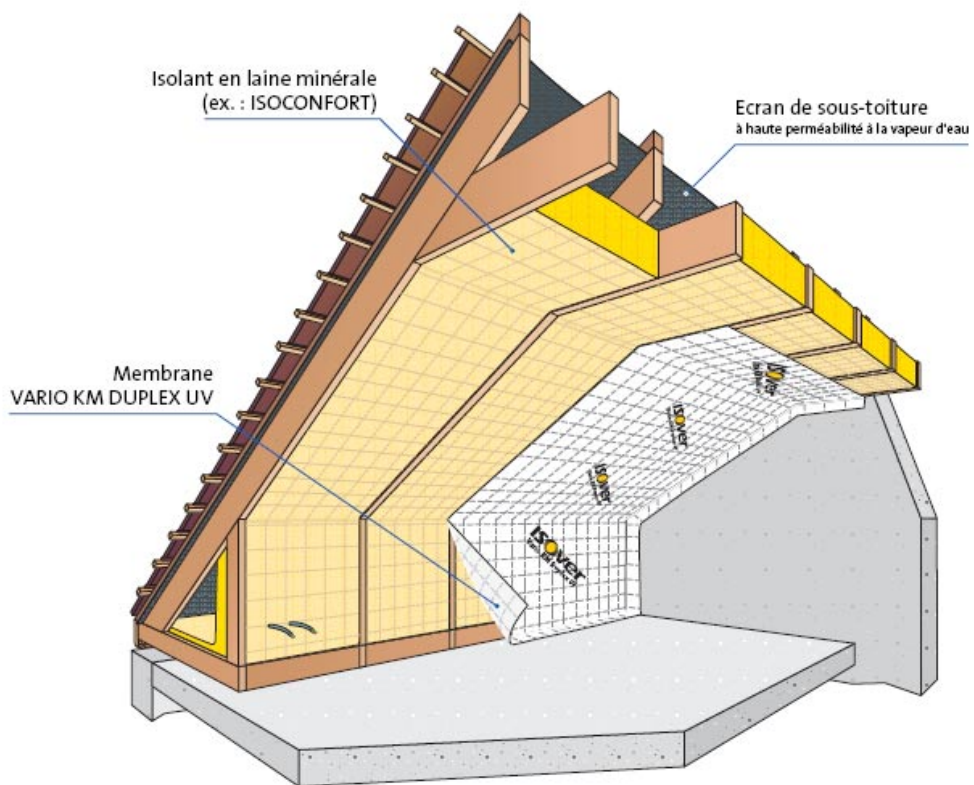 Isolant en laine minérale
(ex. : ISOCONFORT)
Ecran de sous-toiture
à haute perméabilité à la vapeur d'eau
Membrane
VARIO KM DUPLEX UV
isover
isover
isover
isover